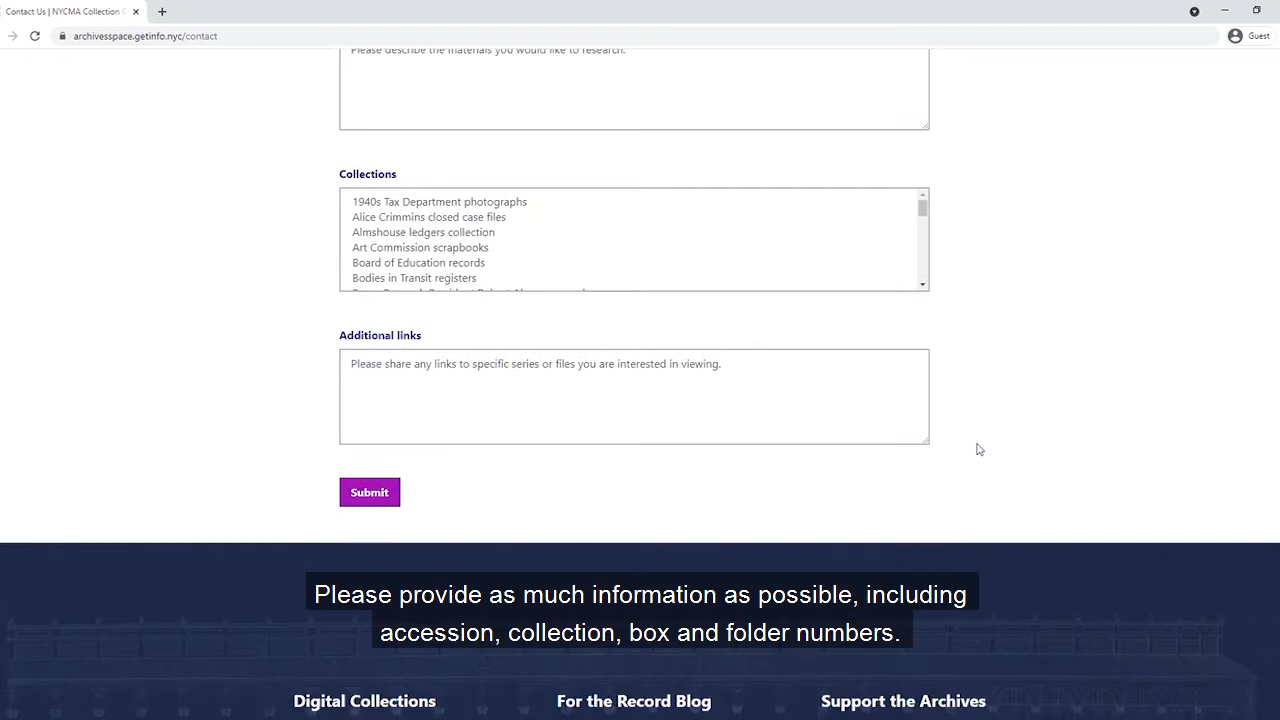 Contact Us | NYCMA Collection
archivesspace.getinfo.nyc/contact
Guest
Please describe the materials you would like to research.
Collections
1940s Tax Department photographs
Alice Crimmins closed case files
Almshouse ledgers collection
Art Commission scrapbooks
Board of Education records
Bodies in Transit registers
Additional links
Please share any links to specific series or files you are interested in viewing.
Submit
Please provide as much information as possible, including
accession, collection, box and folder numbers.
Digital Collections
For the Record Blog
Support the Archives